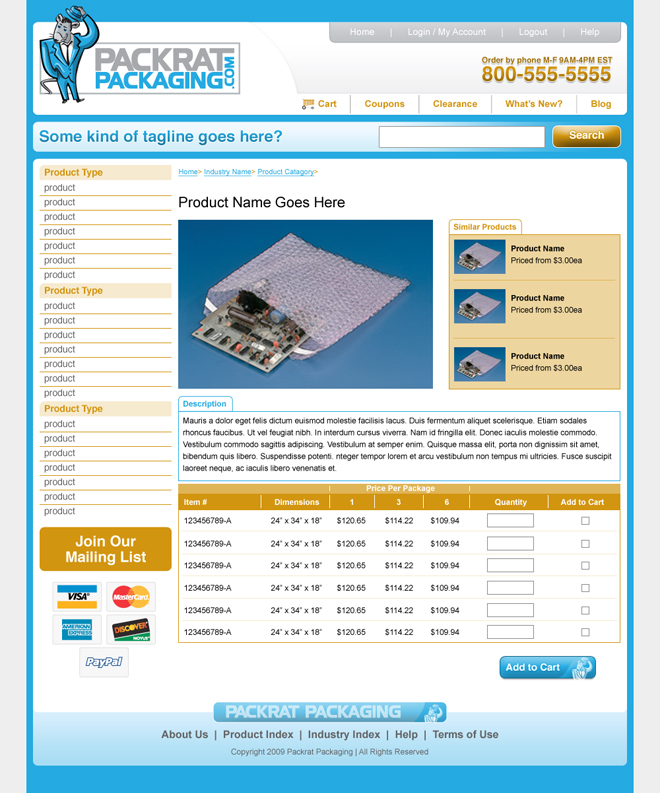 Home | Login / My Account | Logout | Help
PACKRAT
PACKAGING.COM
Order by phone M-F 9AM-4PM EST
800-555-5555
Cart Coupons Clearance What's New? Blog
Some kind of tagline goes here?
Search
Product Type
product
product
product
product
product
product
product
Product Type
product
product
product
product
product
product
product
Product Type
product
product
product
product
product
product
product
Join Our
Mailing List
VISA MasterCard
AMERICAN EXPRESS DISCOVER NOVUS
PayPal
Home> Industry Name> Product Catagory>
Product Name Goes Here
Similar Products
Product Name
Priced from $3.00ea
Product Name
Priced from $3.00ea
Product Name
Priced from $3.00ea
Description
Mauris a dolor eget felis dictum euismod molestie facilisis lacus. Duis fermentum aliquet scelerisque. Etiam sodales
rhoncus faucibus. Ut vel feugiat nibh. In interdum cursus viverra. Nam id fringilla elit. Donec iaculis molestie commodo.
Vestibulum commodo sagittis adipiscing. Vestibulum at semper enim. Quisque massa elit, porta non dignissim sit amet,
bibendum quis libero. Suspendisse potenti. nteger tempor lorem et arcu vestibulum non tempus mi ultricies. Fusce suscipit
laoreet neque, ac iaculis libero venenatis et.
Price Per Package
Item # Dimensions 1 3 6 Quantity Add to Cart
123456789-A 24" x 34" x 18" $120.65 $114.22 $109.94
123456789-A 24" x 34" x 18" $120.65 $114.22 $109.94
123456789-A 24" x 34" x 18" $120.65 $114.22 $109.94
123456789-A 24" x 34" x 18" $120.65 $114.22 $109.94
123456789-A 24" x 34" x 18" $120.65 $114.22 $109.94
123456789-A 24" x 34" x 18" $120.65 $114.22 $109.94
Add to Cart
PACKRAT PACKAGING
About Us | Product Index | Industry Index | Help | Terms of Use
Copyright 2009 Packrat Packaging | All Rights Reserved